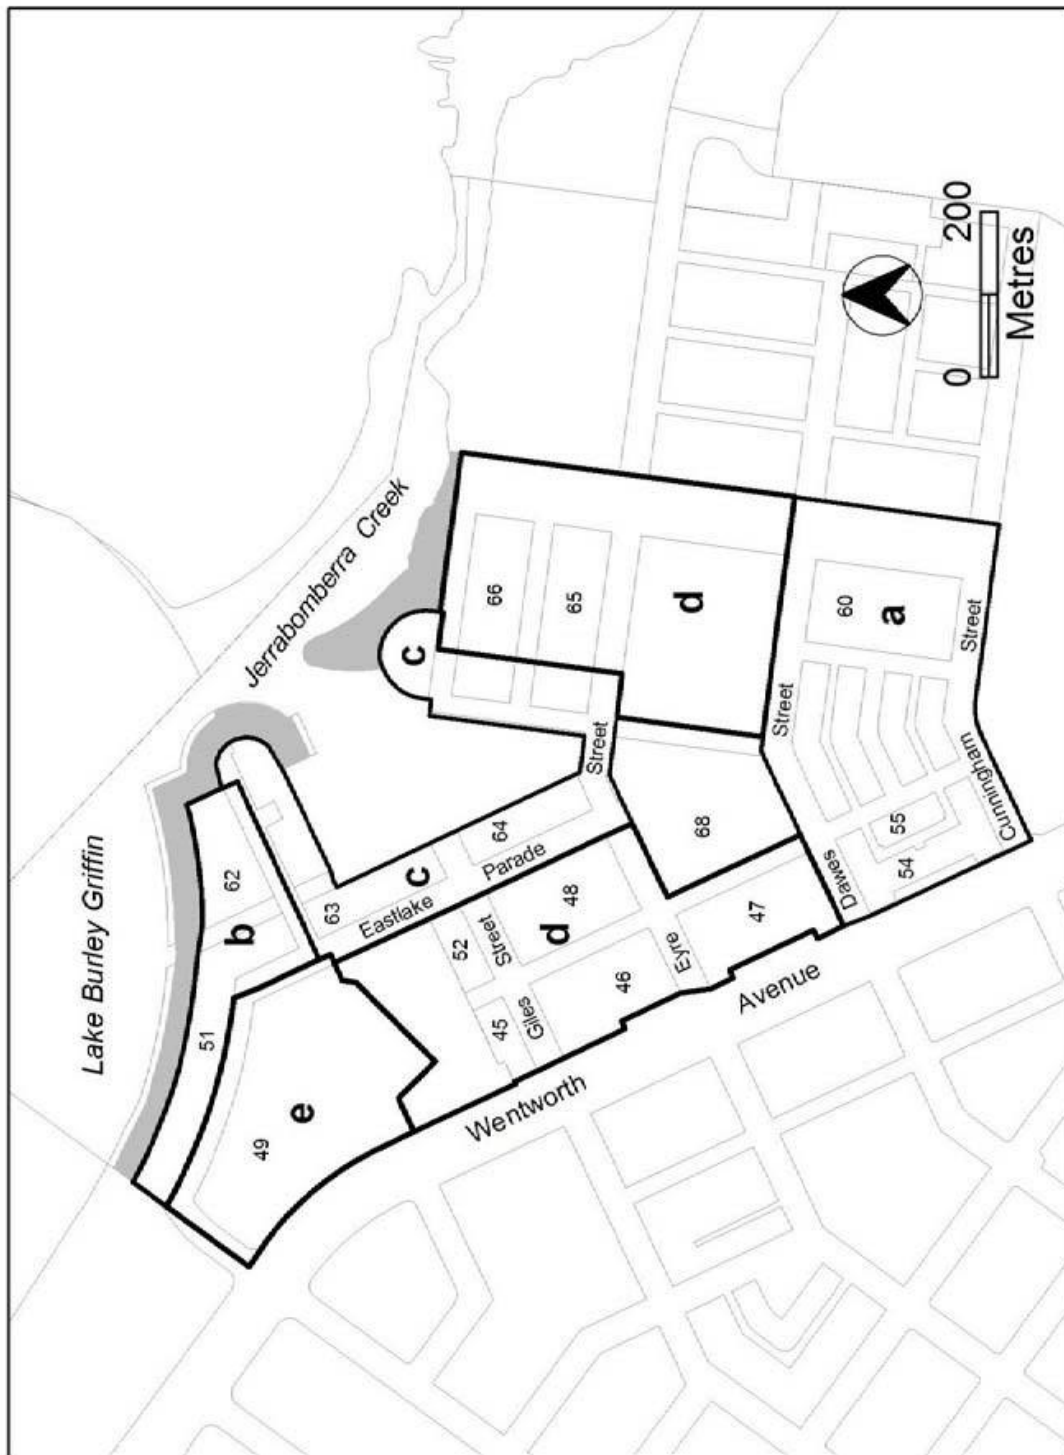 Lake Burley Griffin
Jerrabomberra Creek
62
b
51
63
c
c
49
e
Eastlake
Parade
64
Street
66
65
d
52
Street
48
d
45
Giles
46
Eyre
47
68
Street
60
a
Street
Wentworth
Avenue
Dawes
55
54
Cunningham
0
200
Metres